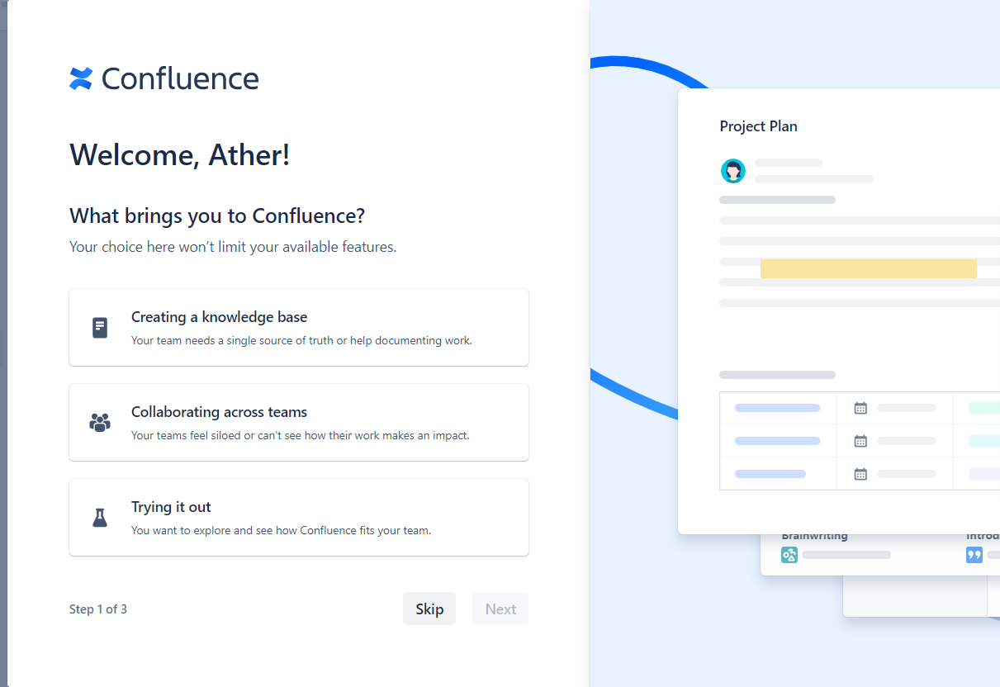 Confluence
Welcome, Ather!
What brings you to Confluence?
Your choice here won't limit your available features.
Creating a knowledge base
Your team needs a single source of truth or help documenting work.
Collaborating across teams
Your teams feel siloed or can't see how their work makes an impact.
Trying it out
You want to explore and see how Confluence fits your team.
Step 1 of 3
Skip
Next
Project Plan
Brainwriting